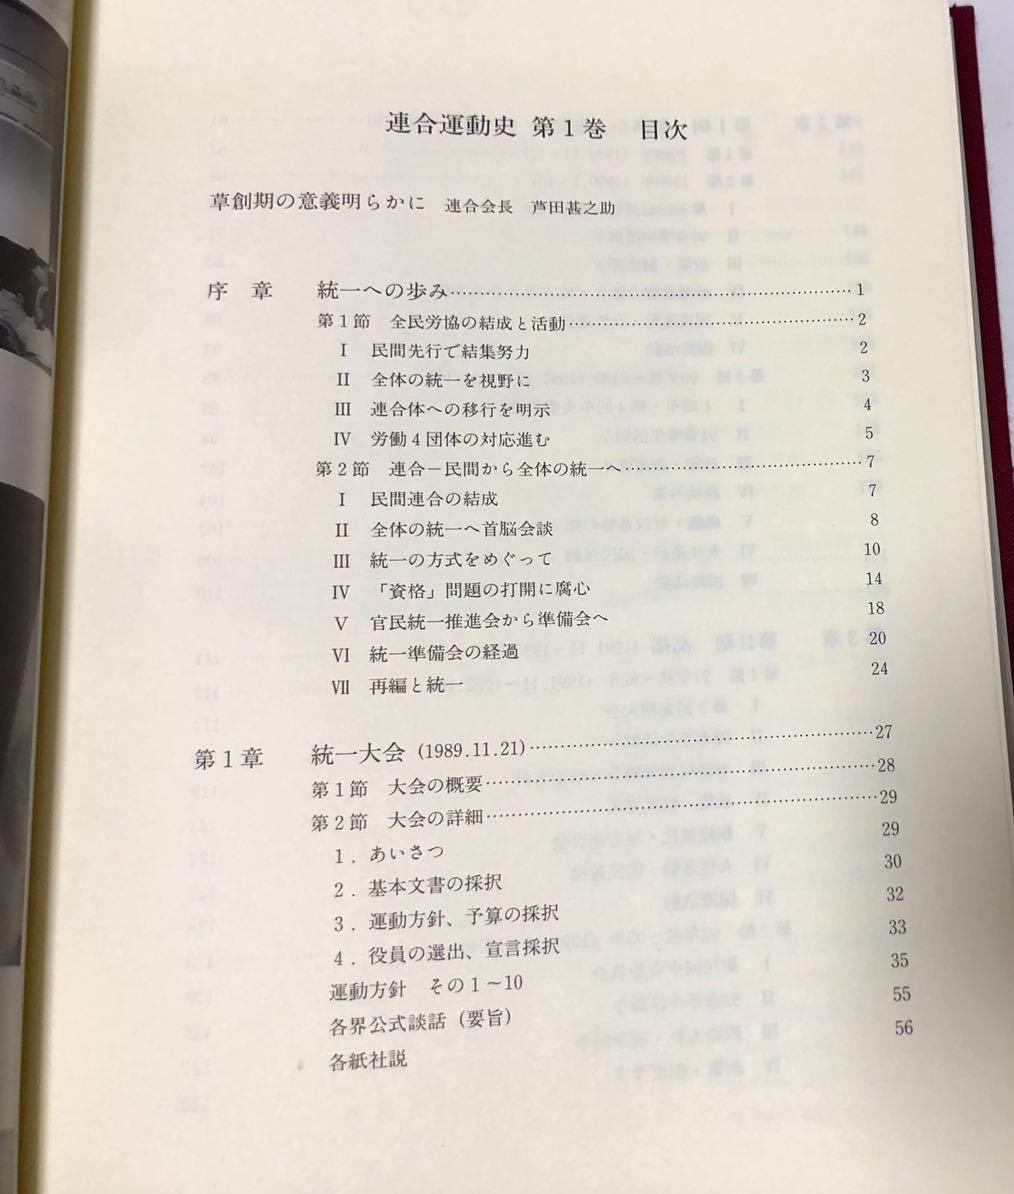 連合運動史 第1巻 目次
草創期の意義明らかに 連合会長 芦田甚之助
序章 統一への歩み 1
第1節 全民労協の結成と活動 2
Ⅰ 民間先行で結集努力 2
Ⅱ 全体の統一を視野に 3
Ⅲ 連合体への移行を明示 4
Ⅳ 労働4団体の対応進む 5
第2節 連合−民間から全体の統一へ 7
Ⅰ 民間連合の結成 7
Ⅱ 全体の統一へ首脳会談 8
Ⅲ 統一の方式をめぐって 10
Ⅳ 「資格」問題の打開に腐心 14
Ⅴ 官民統一推進会から準備会へ 18
Ⅵ 統一準備会の経過 20
Ⅶ 再編と統一 24
第1章 統一大会(1989.11.21) 27
第1節 大会の概要 28
第2節 大会の詳細 29
1.あいさつ 29
2.基本文書の採択 30
3.運動方針、予算の採択 32
4.役員の選出、宣言採択 33
運動方針 その1～10 35
各界公式談話(要旨) 55
各紙社説 56